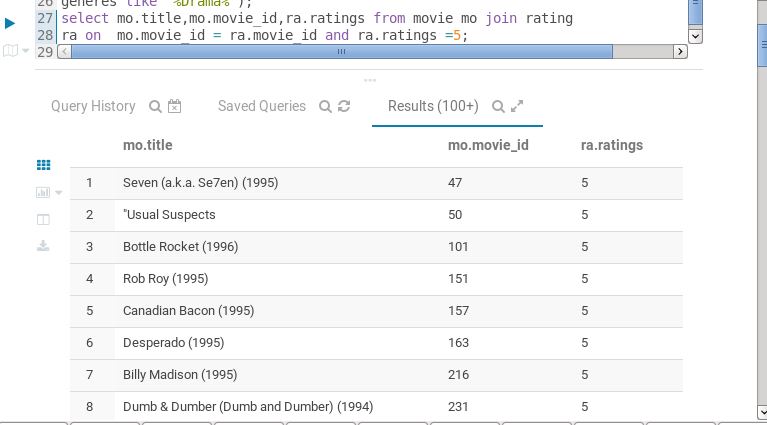 26 generes like '%Drama%');
27 select mo.title,mo.movie_id,ra.ratings from movie mo join rating
28 ra on  mo.movie_id = ra.movie_id and ra.ratings =5;
29
Query History Saved Queries Results (100+)
mo.title mo.movie_id ra.ratings
1 Seven (a.k.a. Se7en) (1995) 47 5
2 "Usual Suspects 50 5
3 Bottle Rocket (1996) 101 5
4 Rob Roy (1995) 151 5
5 Canadian Bacon (1995) 157 5
6 Desperado (1995) 163 5
7 Billy Madison (1995) 216 5
8 Dumb & Dumber (Dumb and Dumber) (1994) 231 5